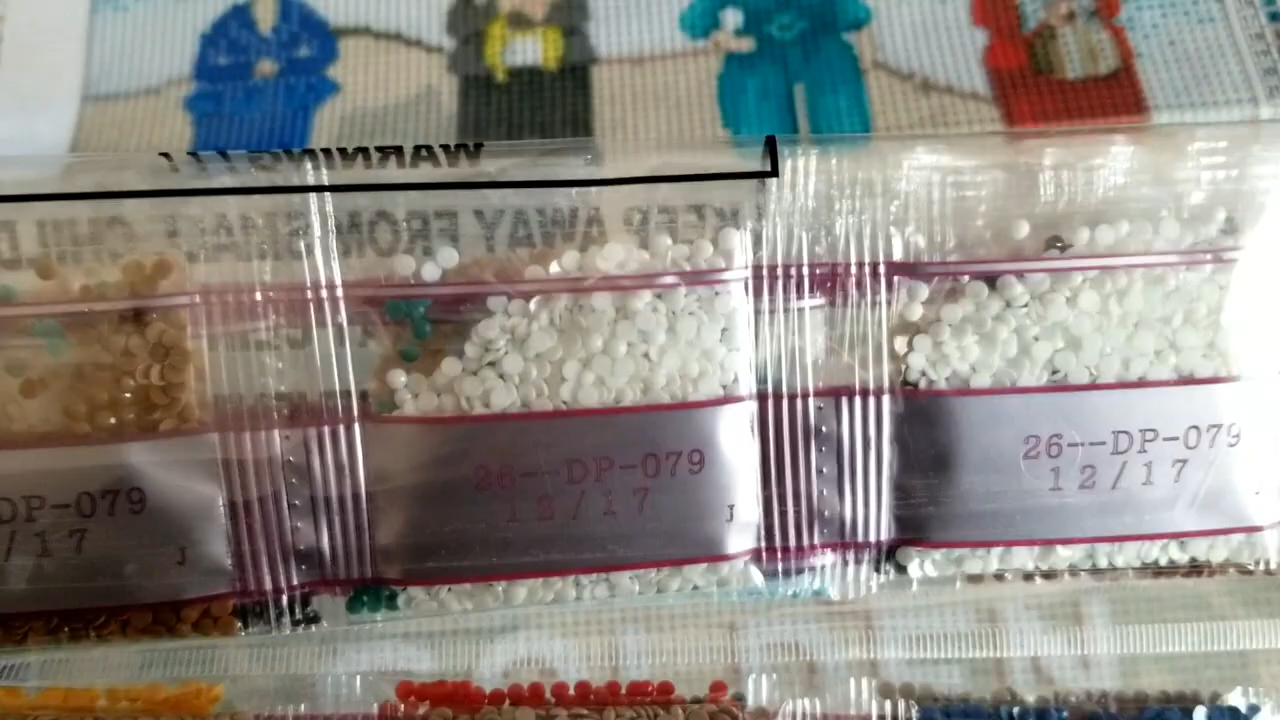 WARNING!!!
KEEP AWAY FROM SMALL CHILD
DP-079
/17
J
26--DP-079
12/17
J
26--DP-079
12/17